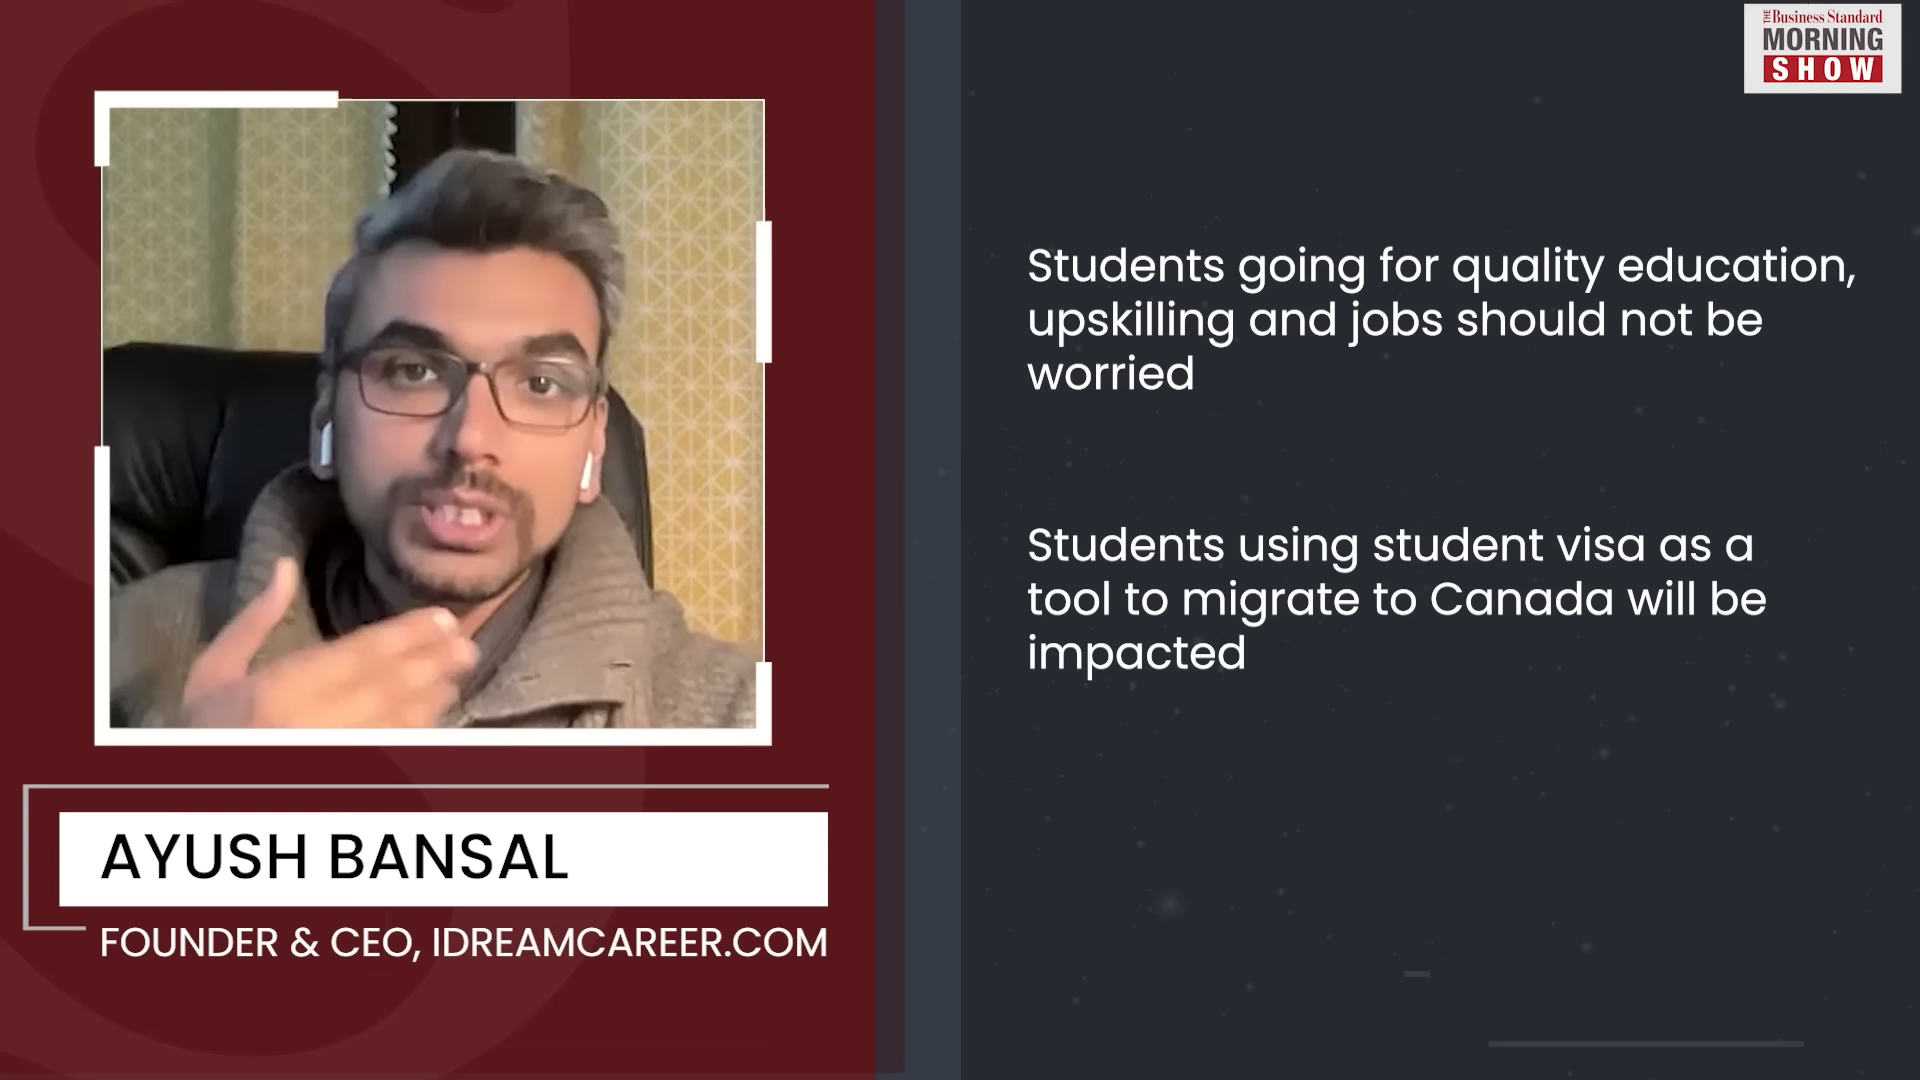 THE Business Standard
MORNING
SHOW
Students going for quality education,
upskilling and jobs should not be
worried
Students using student visa as a
tool to migrate to Canada will be
impacted
AYUSH BANSAL
FOUNDER & CEO, IDREAMCAREER.COM